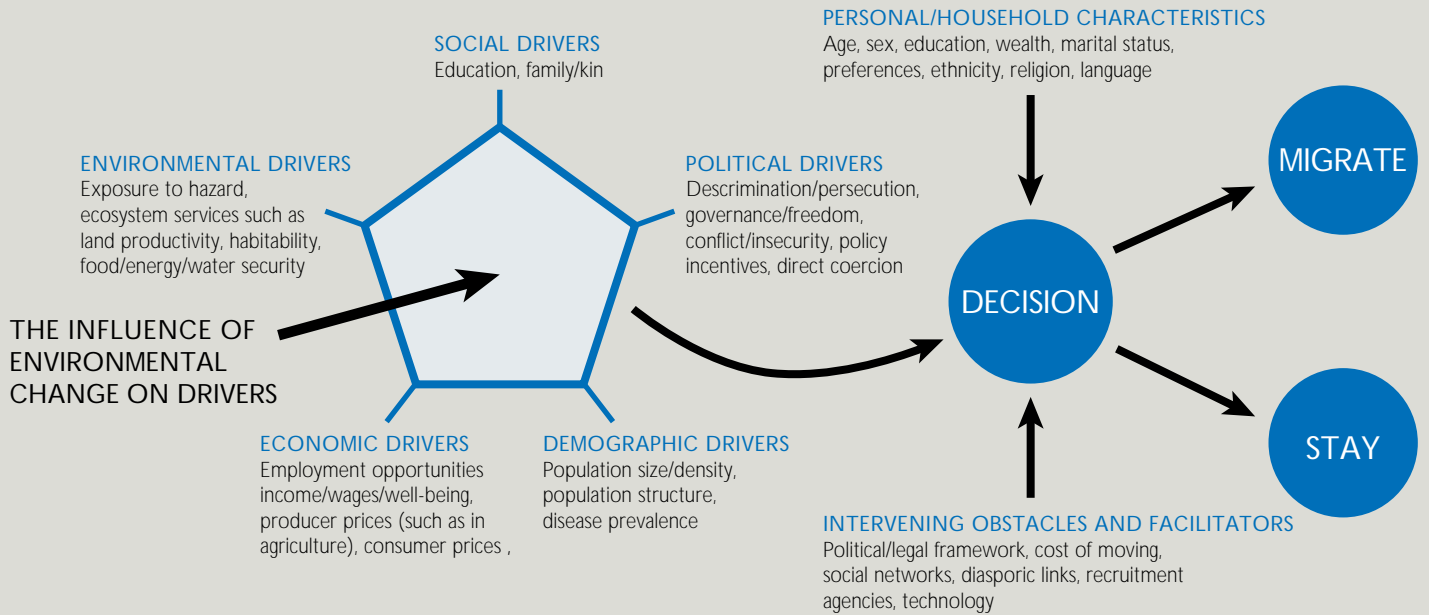 SOCIAL DRIVERS
Education, family/kin
ENVIRONMENTAL DRIVERS
Exposure to hazard,
ecosystem services such as
land productivity, habitability,
food/energy/water security
POLITICAL DRIVERS
Descrimination/persecution,
governance/freedom,
conflict/insecurity, policy
incentives, direct coercion
THE INFLUENCE OF
ENVIRONMENTAL
CHANGE ON DRIVERS
ECONOMIC DRIVERS
Employment opportunities
income/wages/well-being,
producer prices (such as in
agriculture), consumer prices ,
DEMOGRAPHIC DRIVERS
Population size/density,
population structure,
disease prevalence
PERSONAL/HOUSEHOLD CHARACTERISTICS
Age, sex, education, wealth, marital status,
preferences, ethnicity, religion, language
DECISION
INTERVENING OBSTACLES AND FACILITATORS
Political/legal framework, cost of moving,
social networks, diasporic links, recruitment
agencies, technology
MIGRATE
STAY